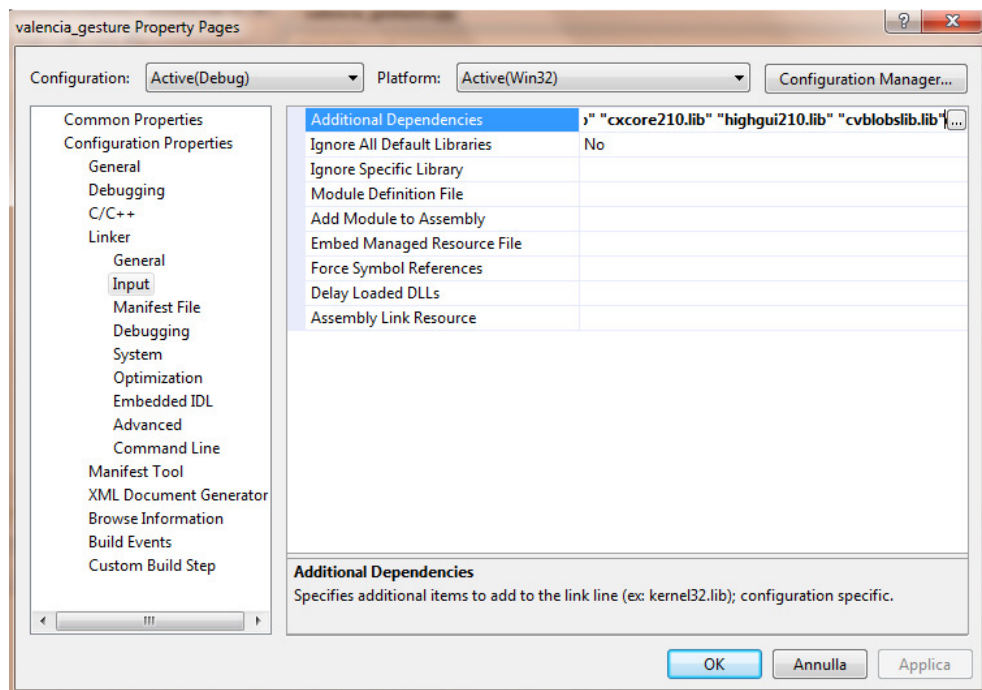 valencia_gesture Property Pages
Configuration: Active(Debug) Platform: Active(Win32) Configuration Manager...
Common Properties
Configuration Properties
General
Debugging
C/C++
Linker
General
Input
Manifest File
Debugging
System
Optimization
Embedded IDL
Advanced
Command Line
Manifest Tool
XML Document Generator
Browse Information
Build Events
Custom Build Step
Additional Dependencies " "cxcore210.lib" "highgui210.lib" "cvblobslib.lib" ...
Ignore All Default Libraries No
Ignore Specific Library
Module Definition File
Add Module to Assembly
Embed Managed Resource File
Force Symbol References
Delay Loaded DLLs
Assembly Link Resource
Additional Dependencies
Specifies additional items to add to the link line (ex: kernel32.lib); configuration specific.
OK Annulla Applica